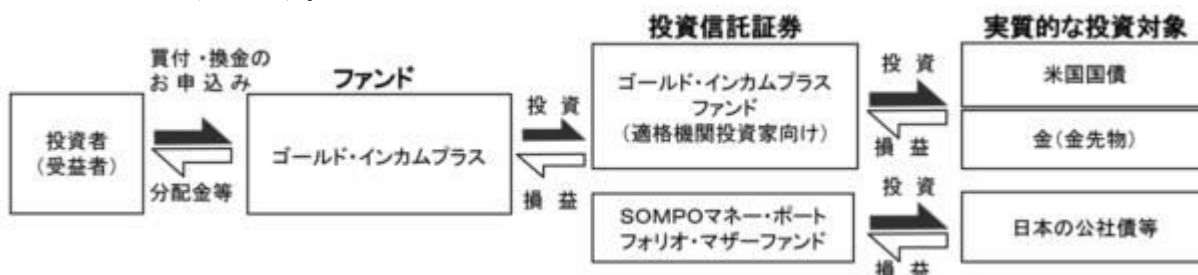 投資信託証券
実質的な投資対象
買付・換金の
お申込み
ファンド
投資者
(受益者)
分配金等
ゴールド・インカムプラス
投資
損益
ゴールド・インカムプラス
ファンド
(適格機関投資家向け)
投資
損益
米国国債
金(金先物)
SOMPOマネー・ポート
フォリオ・マザーファンド
投資
損益
日本の公社債等